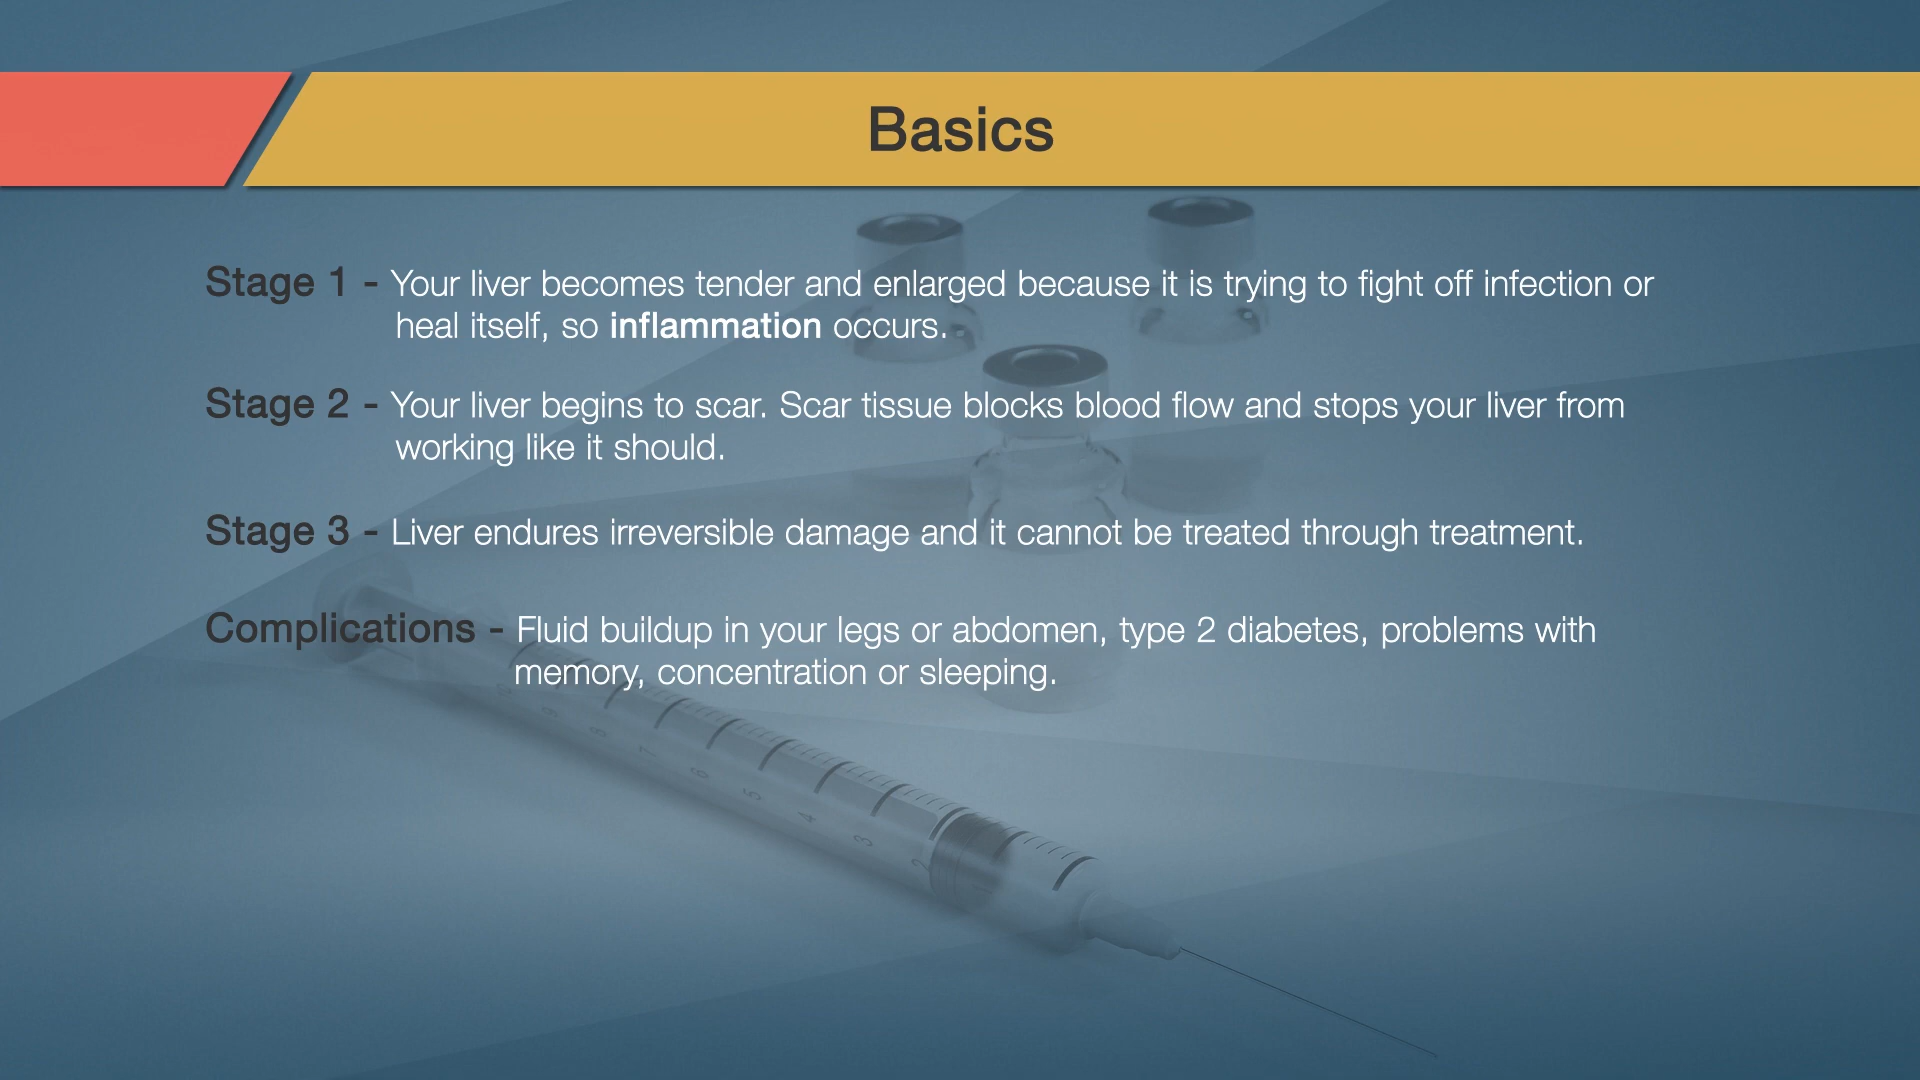 Basics
Stage 1 - Your liver becomes tender and enlarged because it is trying to fight off infection or
heal itself, so inflammation occurs.
Stage 2 - Your liver begins to scar. Scar tissue blocks blood flow and stops your liver from
working like it should.
Stage 3 - Liver endures irreversible damage and it cannot be treated through treatment.
Complications - Fluid buildup in your legs or abdomen, type 2 diabetes, problems with
memory, concentration or sleeping.